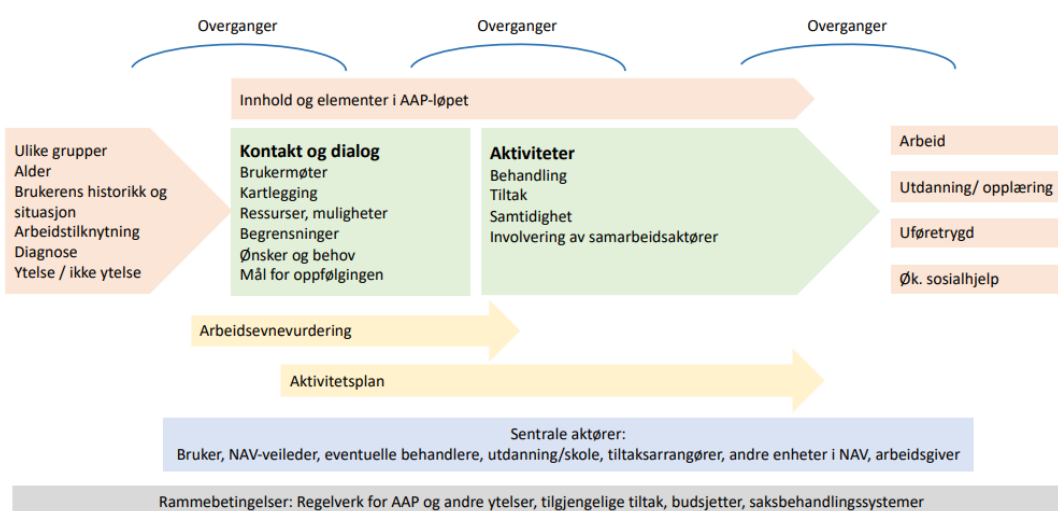 Overganger
Overganger
Overganger
Innhold og elementer i AAP-løpet
Ulike grupper
Alder
Brukerens historikk og
situasjon
Arbeidstilknytning
Diagnose
Ytelse / ikke ytelse
Kontakt og dialog
Brukermøter
Kartlegging
Ressurser, muligheter
Begrensninger
Ønsker og behov
Mål for oppfølgingen
Aktiviteter
Behandling
Tiltak
Samtidighet
Involvering av samarbeidsaktører
Arbeid
Utdanning/ opplæring
Uføretrygd
Øk. sosialhjelp
Arbeidsevnevurdering
Aktivitetsplan
Sentrale aktører:
Bruker, NAV-veileder, eventuelle behandlere, utdanning/skole, tiltaksarrangører, andre enheter i NAV, arbeidsgiver
Rammebetingelser: Regelverk for AAP og andre ytelser, tilgjengelige tiltak, budsjetter, saksbehandlingssystemer